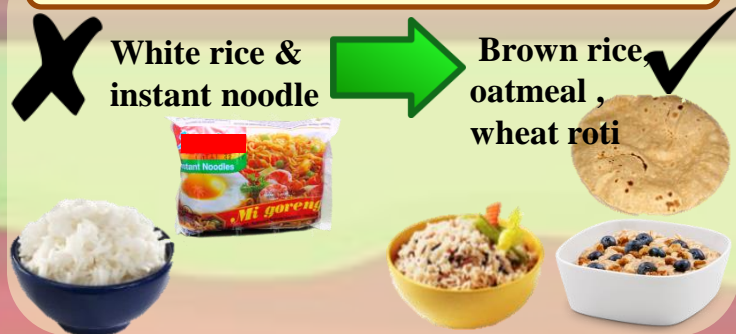 White rice &
instant noodle
Brown rice,
oatmeal ,
wheat roti
Instant Noodles
Mi goreng